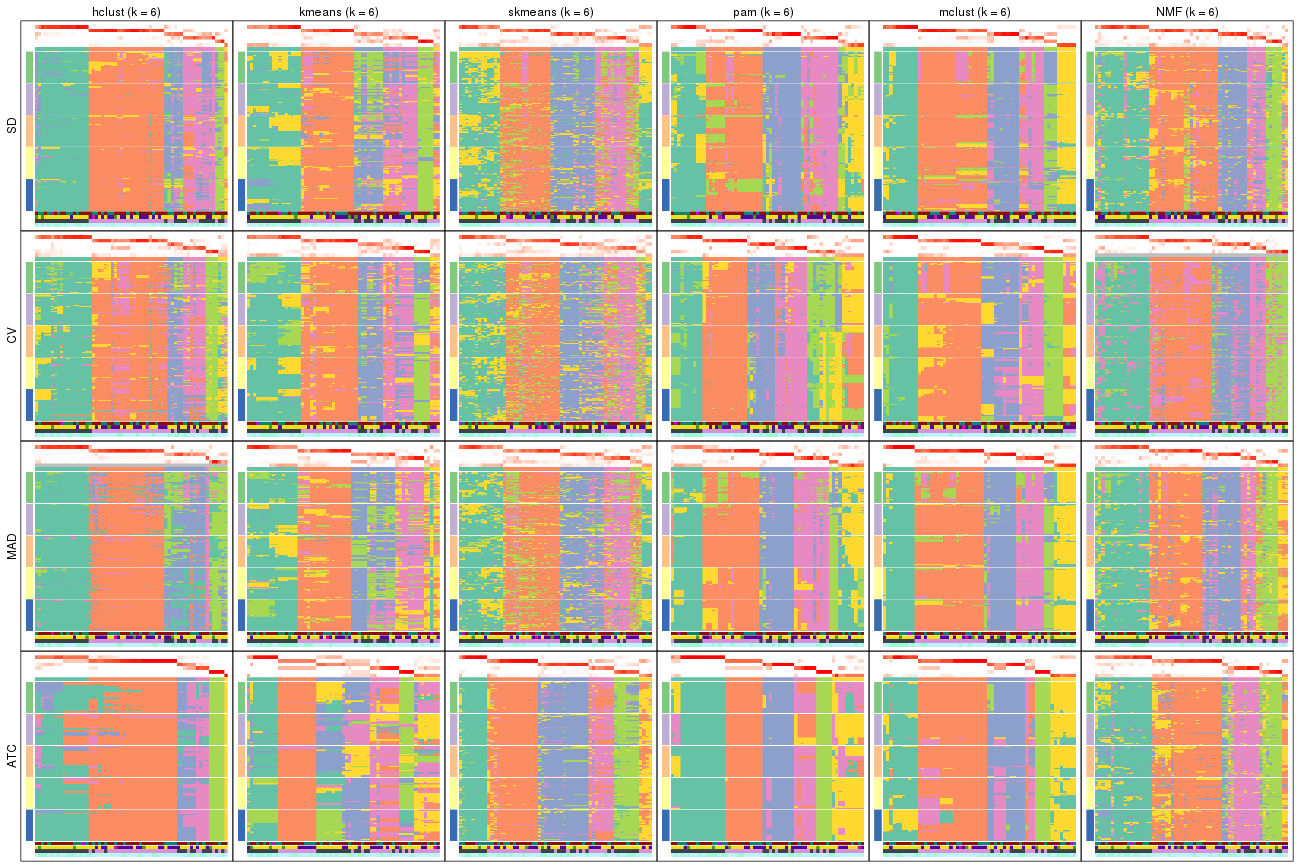 hclust (k = 6) kmeans (k = 6) skmeans (k = 6) pam (k = 6) mclust (k = 6) NMF (k = 6)
SD
CV
MAD
ATC